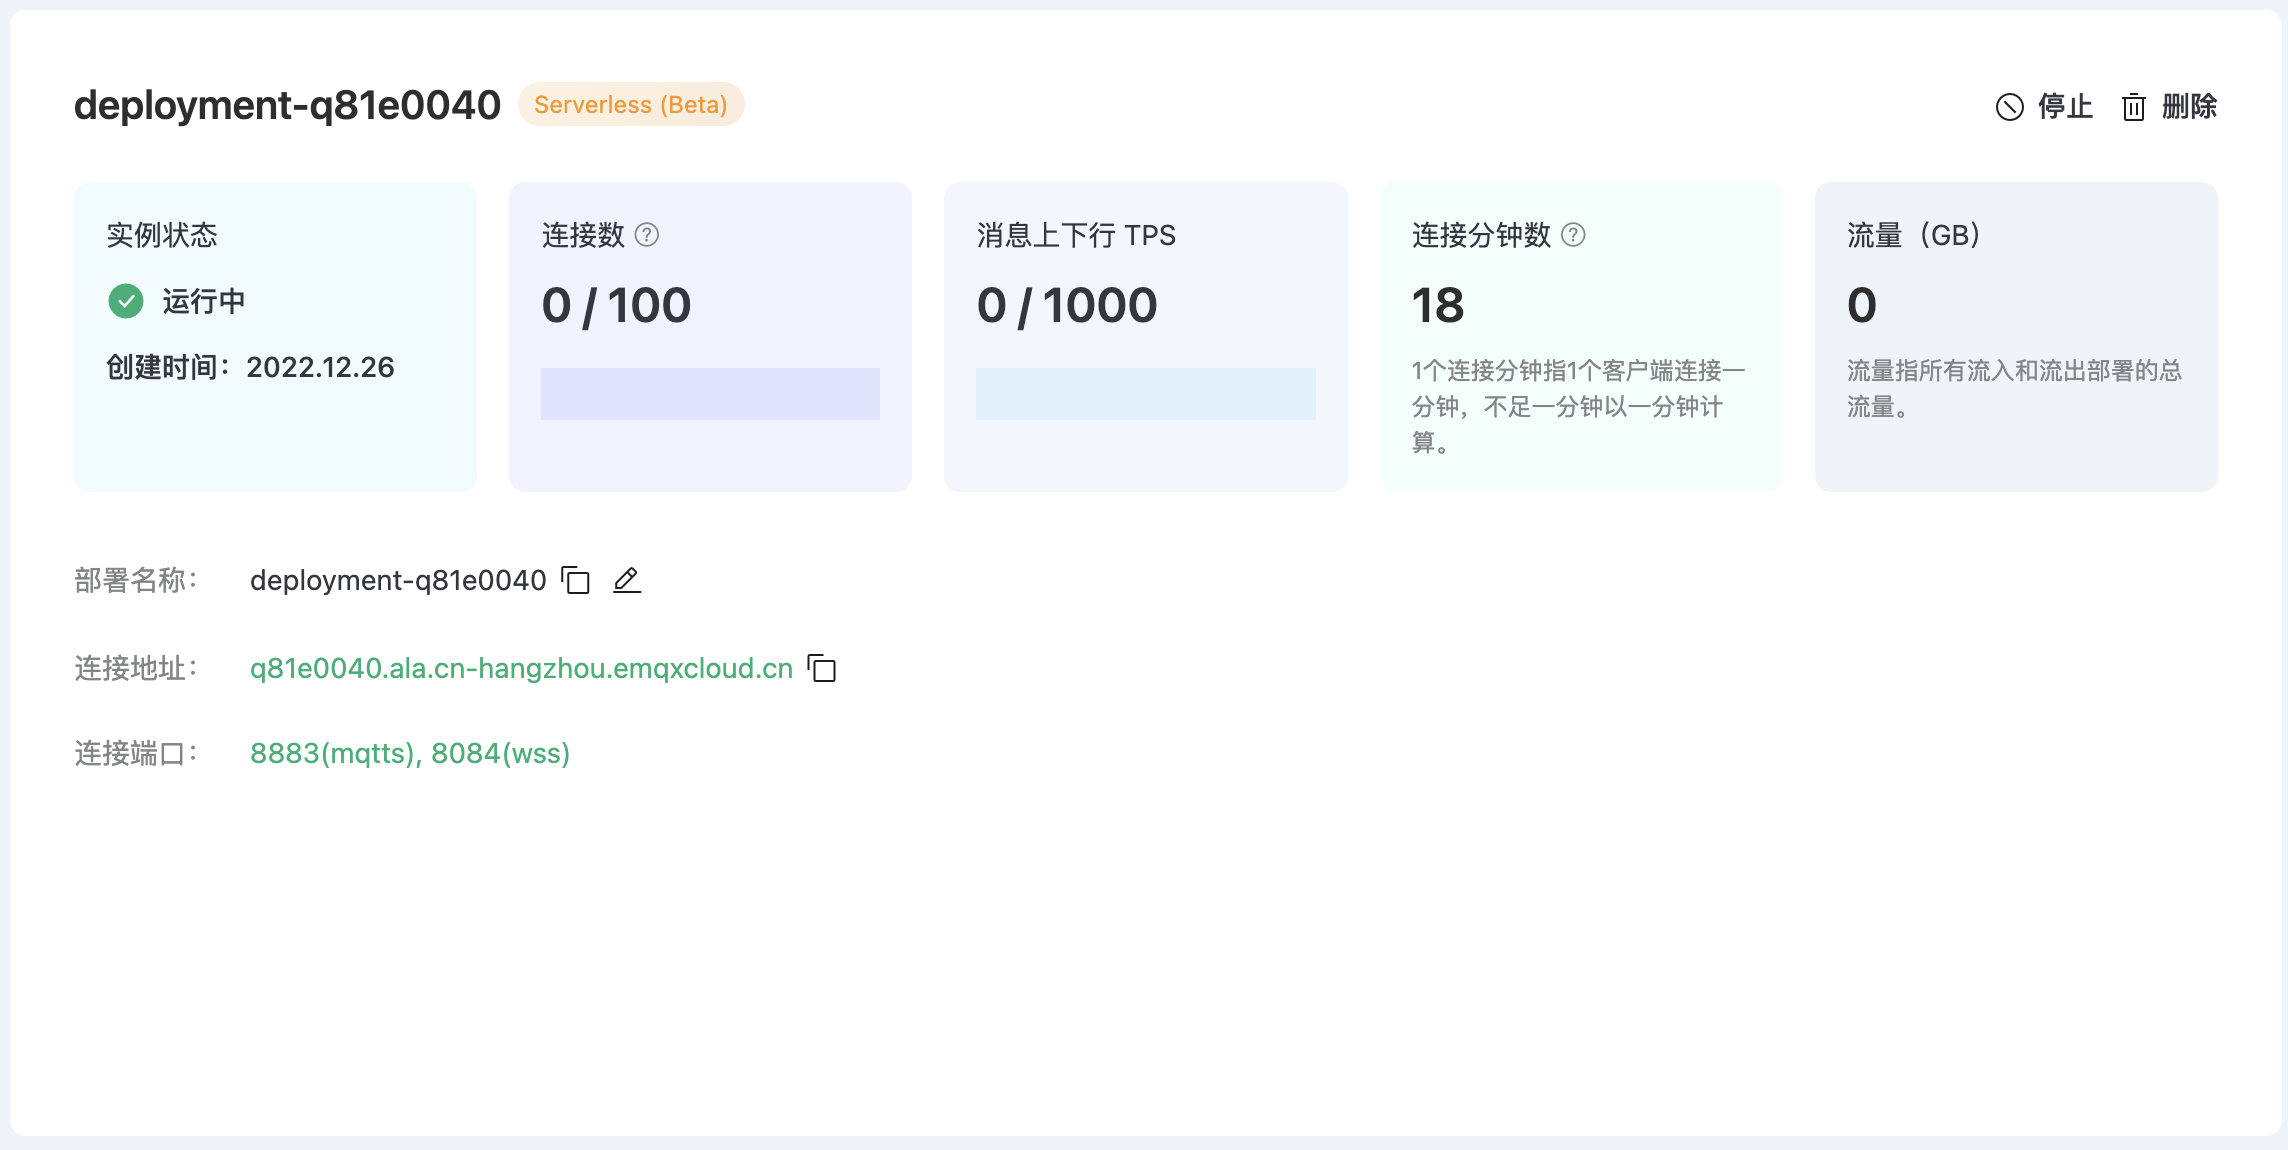 deployment-q81e0040 Serverless (Beta) 停止 删除
实例状态
运行中
创建时间：2022.12.26
连接数
0 / 100
消息上下行 TPS
0 / 1000
连接分钟数
18
1个连接分钟指1个客户端连接一
分钟，不足一分钟以一分钟计
算。
流量（GB）
0
流量指所有流入和流出部署的总
流量。
部署名称： deployment-q81e0040
连接地址： q81e0040.ala.cn-hangzhou.emqxcloud.cn
连接端口： 8883(mqtts), 8084(wss)